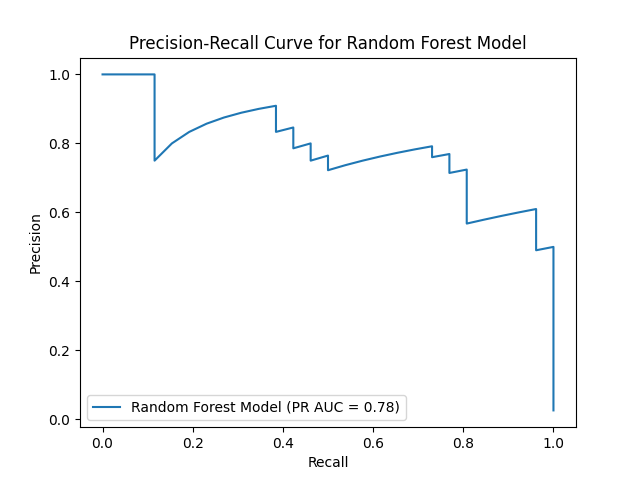 Precision-Recall Curve for Random Forest Model
1.0
0.8
0.6
0.4
0.2
0.0
Precision
Random Forest Model (PR AUC = 0.78)
0.0 0.2 0.4 0.6 0.8 1.0
Recall